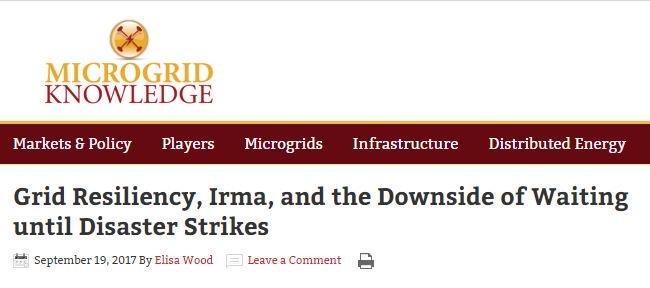 MICROGRID
KNOWLEDGE
Markets & Policy Players Microgrids Infrastructure Distributed Energy
Grid Resiliency, Irma, and the Downside of Waiting
until Disaster Strikes
September 19, 2017 By Elisa Wood Leave a Comment